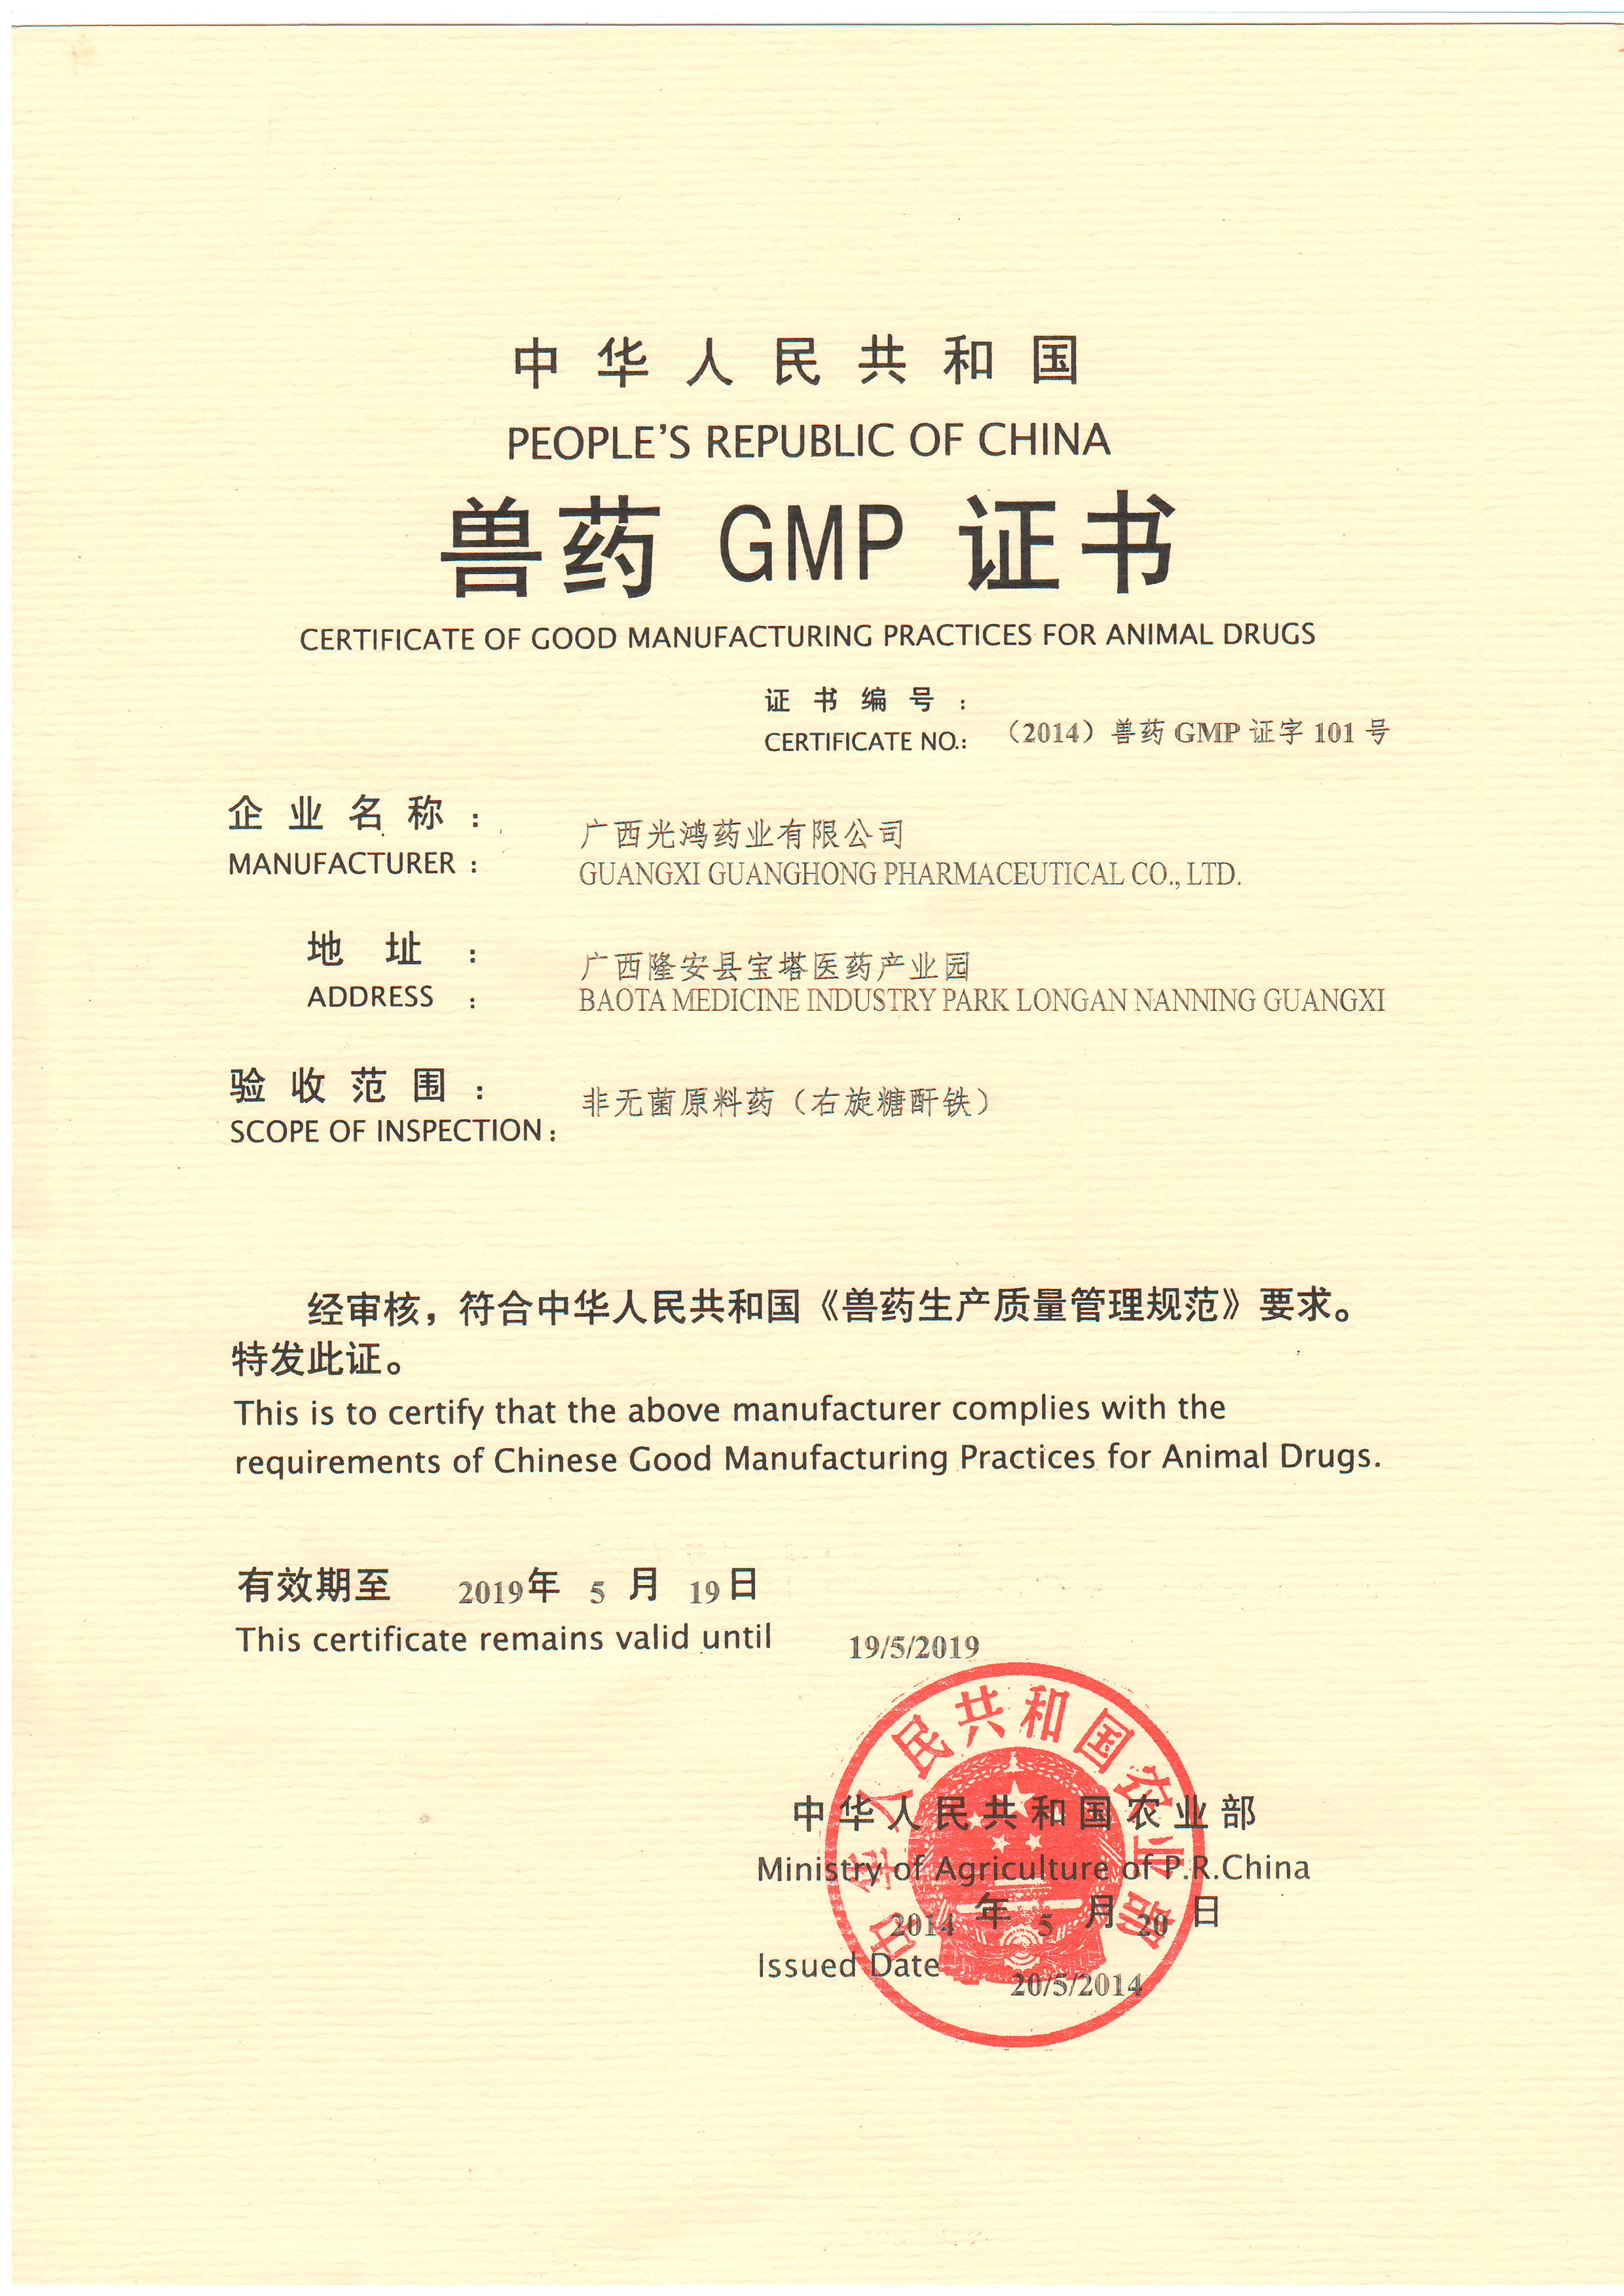 中华人民共和国
PEOPLE'S REPUBLIC OF CHINA
兽药 GMP 证书
CERTIFICATE OF GOOD MANUFACTURING PRACTICES FOR ANIMAL DRUGS
证书编号：
CERTIFICATE NO.: （2014）兽药 GMP 证字 101 号
企业名称： 广西光鸿药业有限公司
MANUFACTURER： GUANGXI GUANGHONG PHARMACEUTICAL CO., LTD.
地址： 广西隆安县宝塔医药产业园
ADDRESS： BAOTA MEDICINE INDUSTRY PARK LONGAN NANNING GUANGXI
验收范围： 非无菌原料药（右旋糖酐铁）
SCOPE OF INSPECTION：
经审核，符合中华人民共和国《兽药生产质量管理规范》要求。
特发此证。
This is to certify that the above manufacturer complies with the
requirements of Chinese Good Manufacturing Practices for Animal Drugs.
有效期至 2019年 5 月 19日
This certificate remains valid until 19/5/2019
中华人民共和国农业部
中华人民共和国农业部
Ministry of Agriculture of P.R.China
2014 年 5 月 20 日
Issued Date 20/5/2014